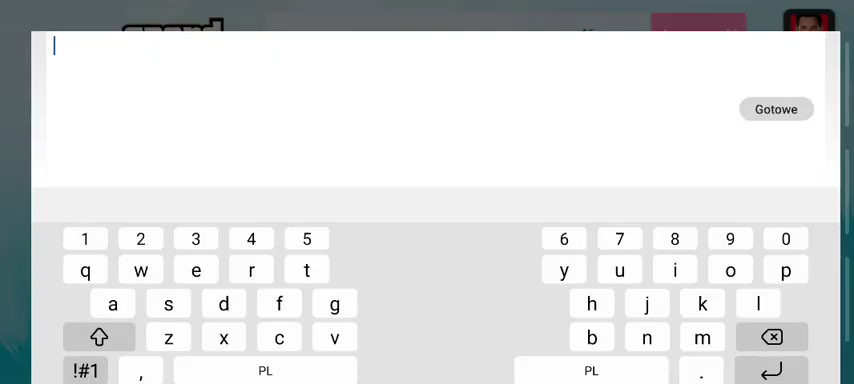 Gotowe
1 2 3 4 5 6 7 8 9 0
q w e r t y u i o p
a s d f g h j k l
z x c v b n m
!#1 , PL PL .